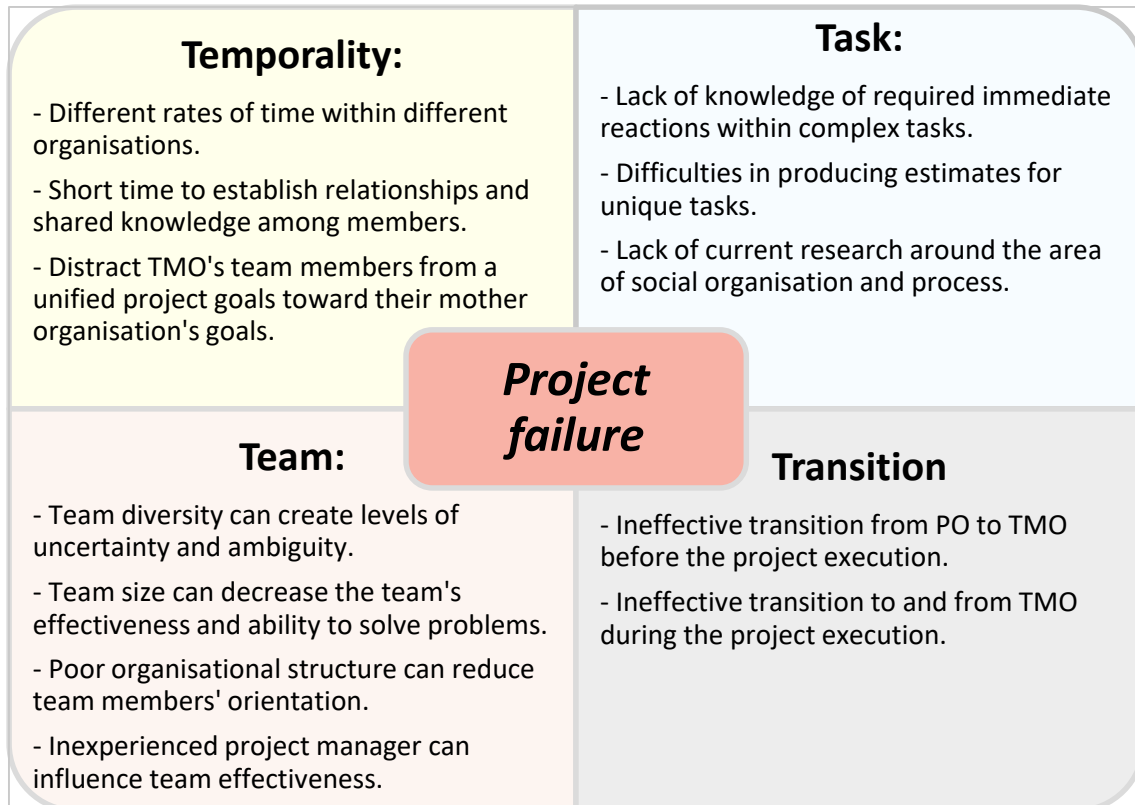 Temporality:
- Different rates of time within different
organisations.
- Short time to establish relationships and
shared knowledge among members.
- Distract TMO's team members from a
unified project goals toward their mother
organisation's goals.
Task:
- Lack of knowledge of required immediate
reactions within complex tasks.
- Difficulties in producing estimates for
unique tasks.
- Lack of current research around the area
of social organisation and process.
Project
failure
Team:
- Team diversity can create levels of
uncertainty and ambiguity.
- Team size can decrease the team's
effectiveness and ability to solve problems.
- Poor organisational structure can reduce
team members' orientation.
- Inexperienced project manager can
influence team effectiveness.
Transition
- Ineffective transition from PO to TMO
before the project execution.
- Ineffective transition to and from TMO
during the project execution.